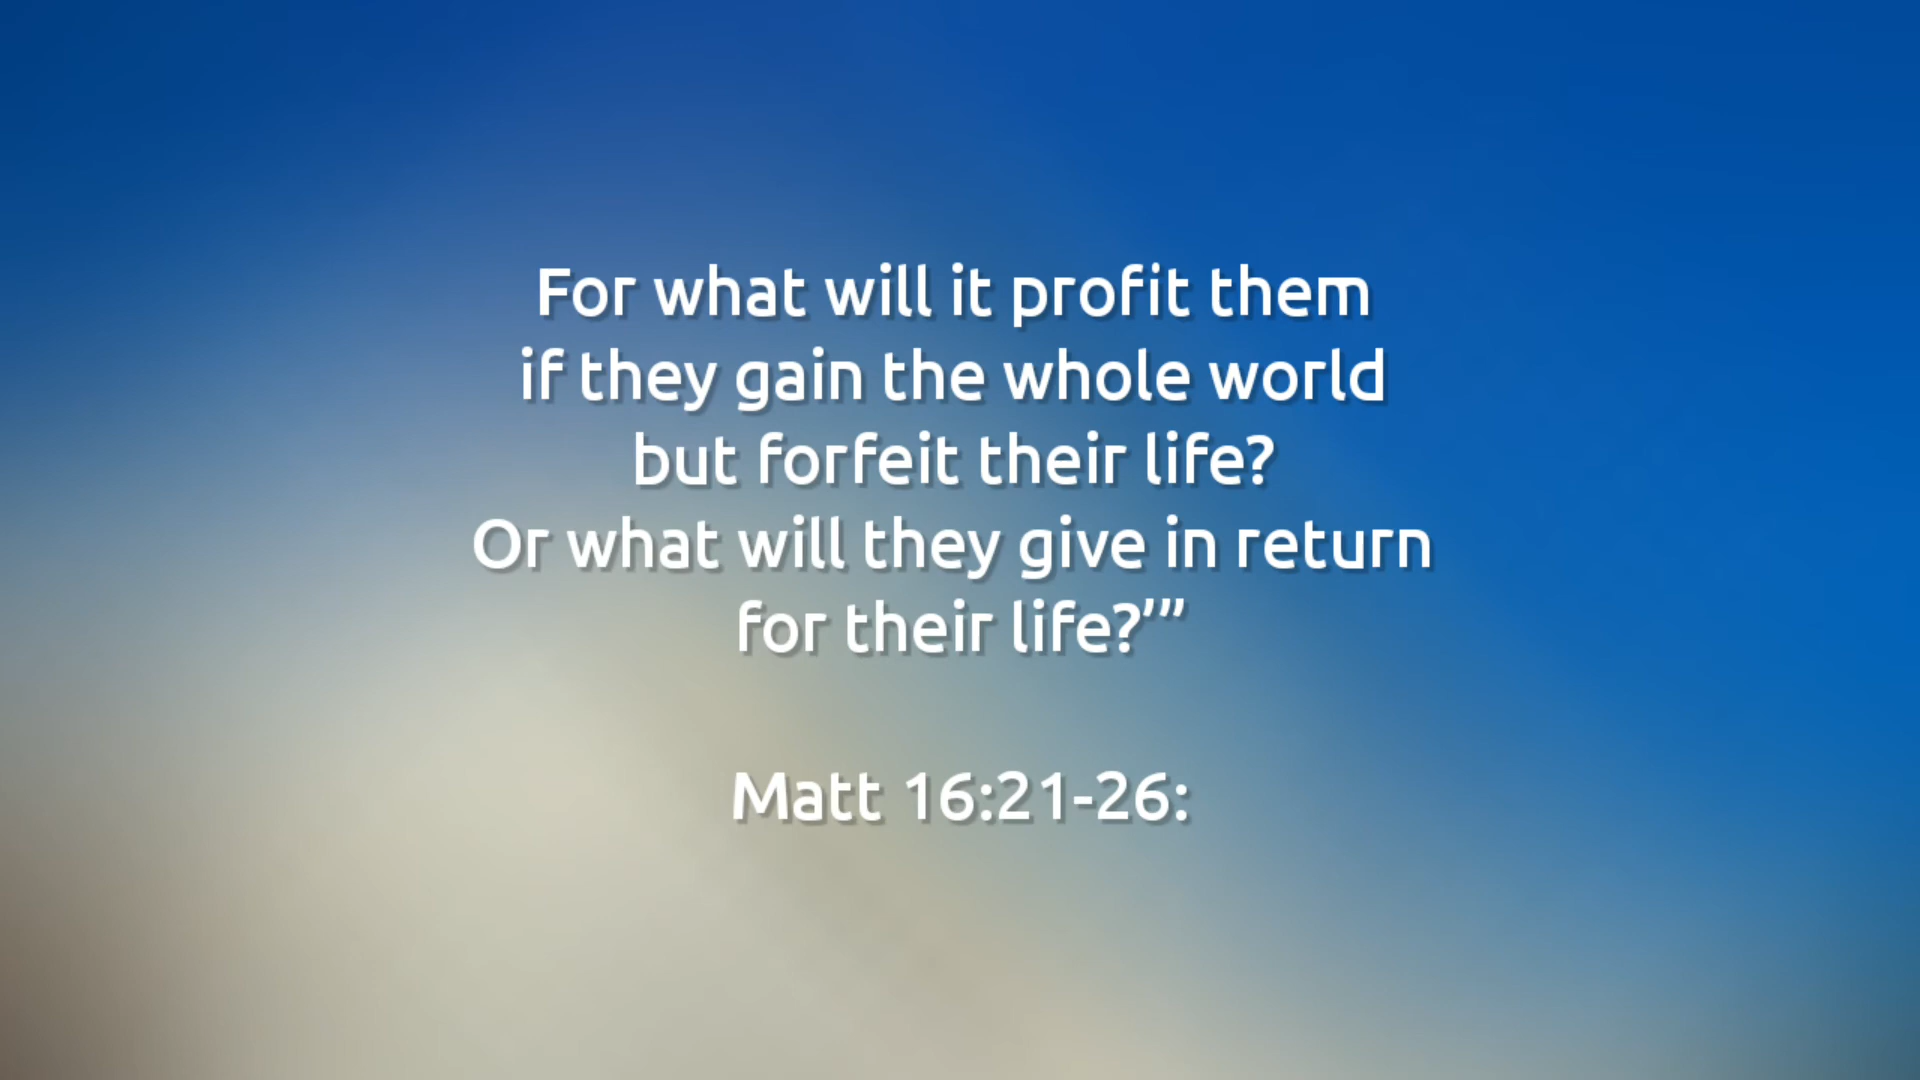 For what will it profit them
if they gain the whole world
but forfeit their life?
Or what will they give in return
for their life?’”
Matt 16:21-26: